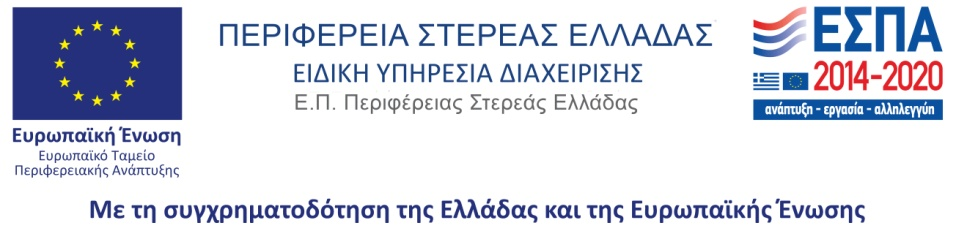 Ευρωπαϊκή Ένωση
Ευρωπαϊκό Ταμείο
Περιφερειακής Ανάπτυξης
ΠΕΡΙΦΕΡΕΙΑ ΣΤΕΡΕΑΣ ΕΛΛΑΔΑΣ
ΕΙΔΙΚΗ ΥΠΗΡΕΣΙΑ ΔΙΑΧΕΙΡΙΣΗΣ
Ε.Π. Περιφέρειας Στερεάς Ελλάδας
ΕΣΠΑ
2014-2020
ανάπτυξη - εργασία - αλληλεγγύη
Με τη συγχρηματοδότηση της Ελλάδας και της Ευρωπαϊκής Ένωσης